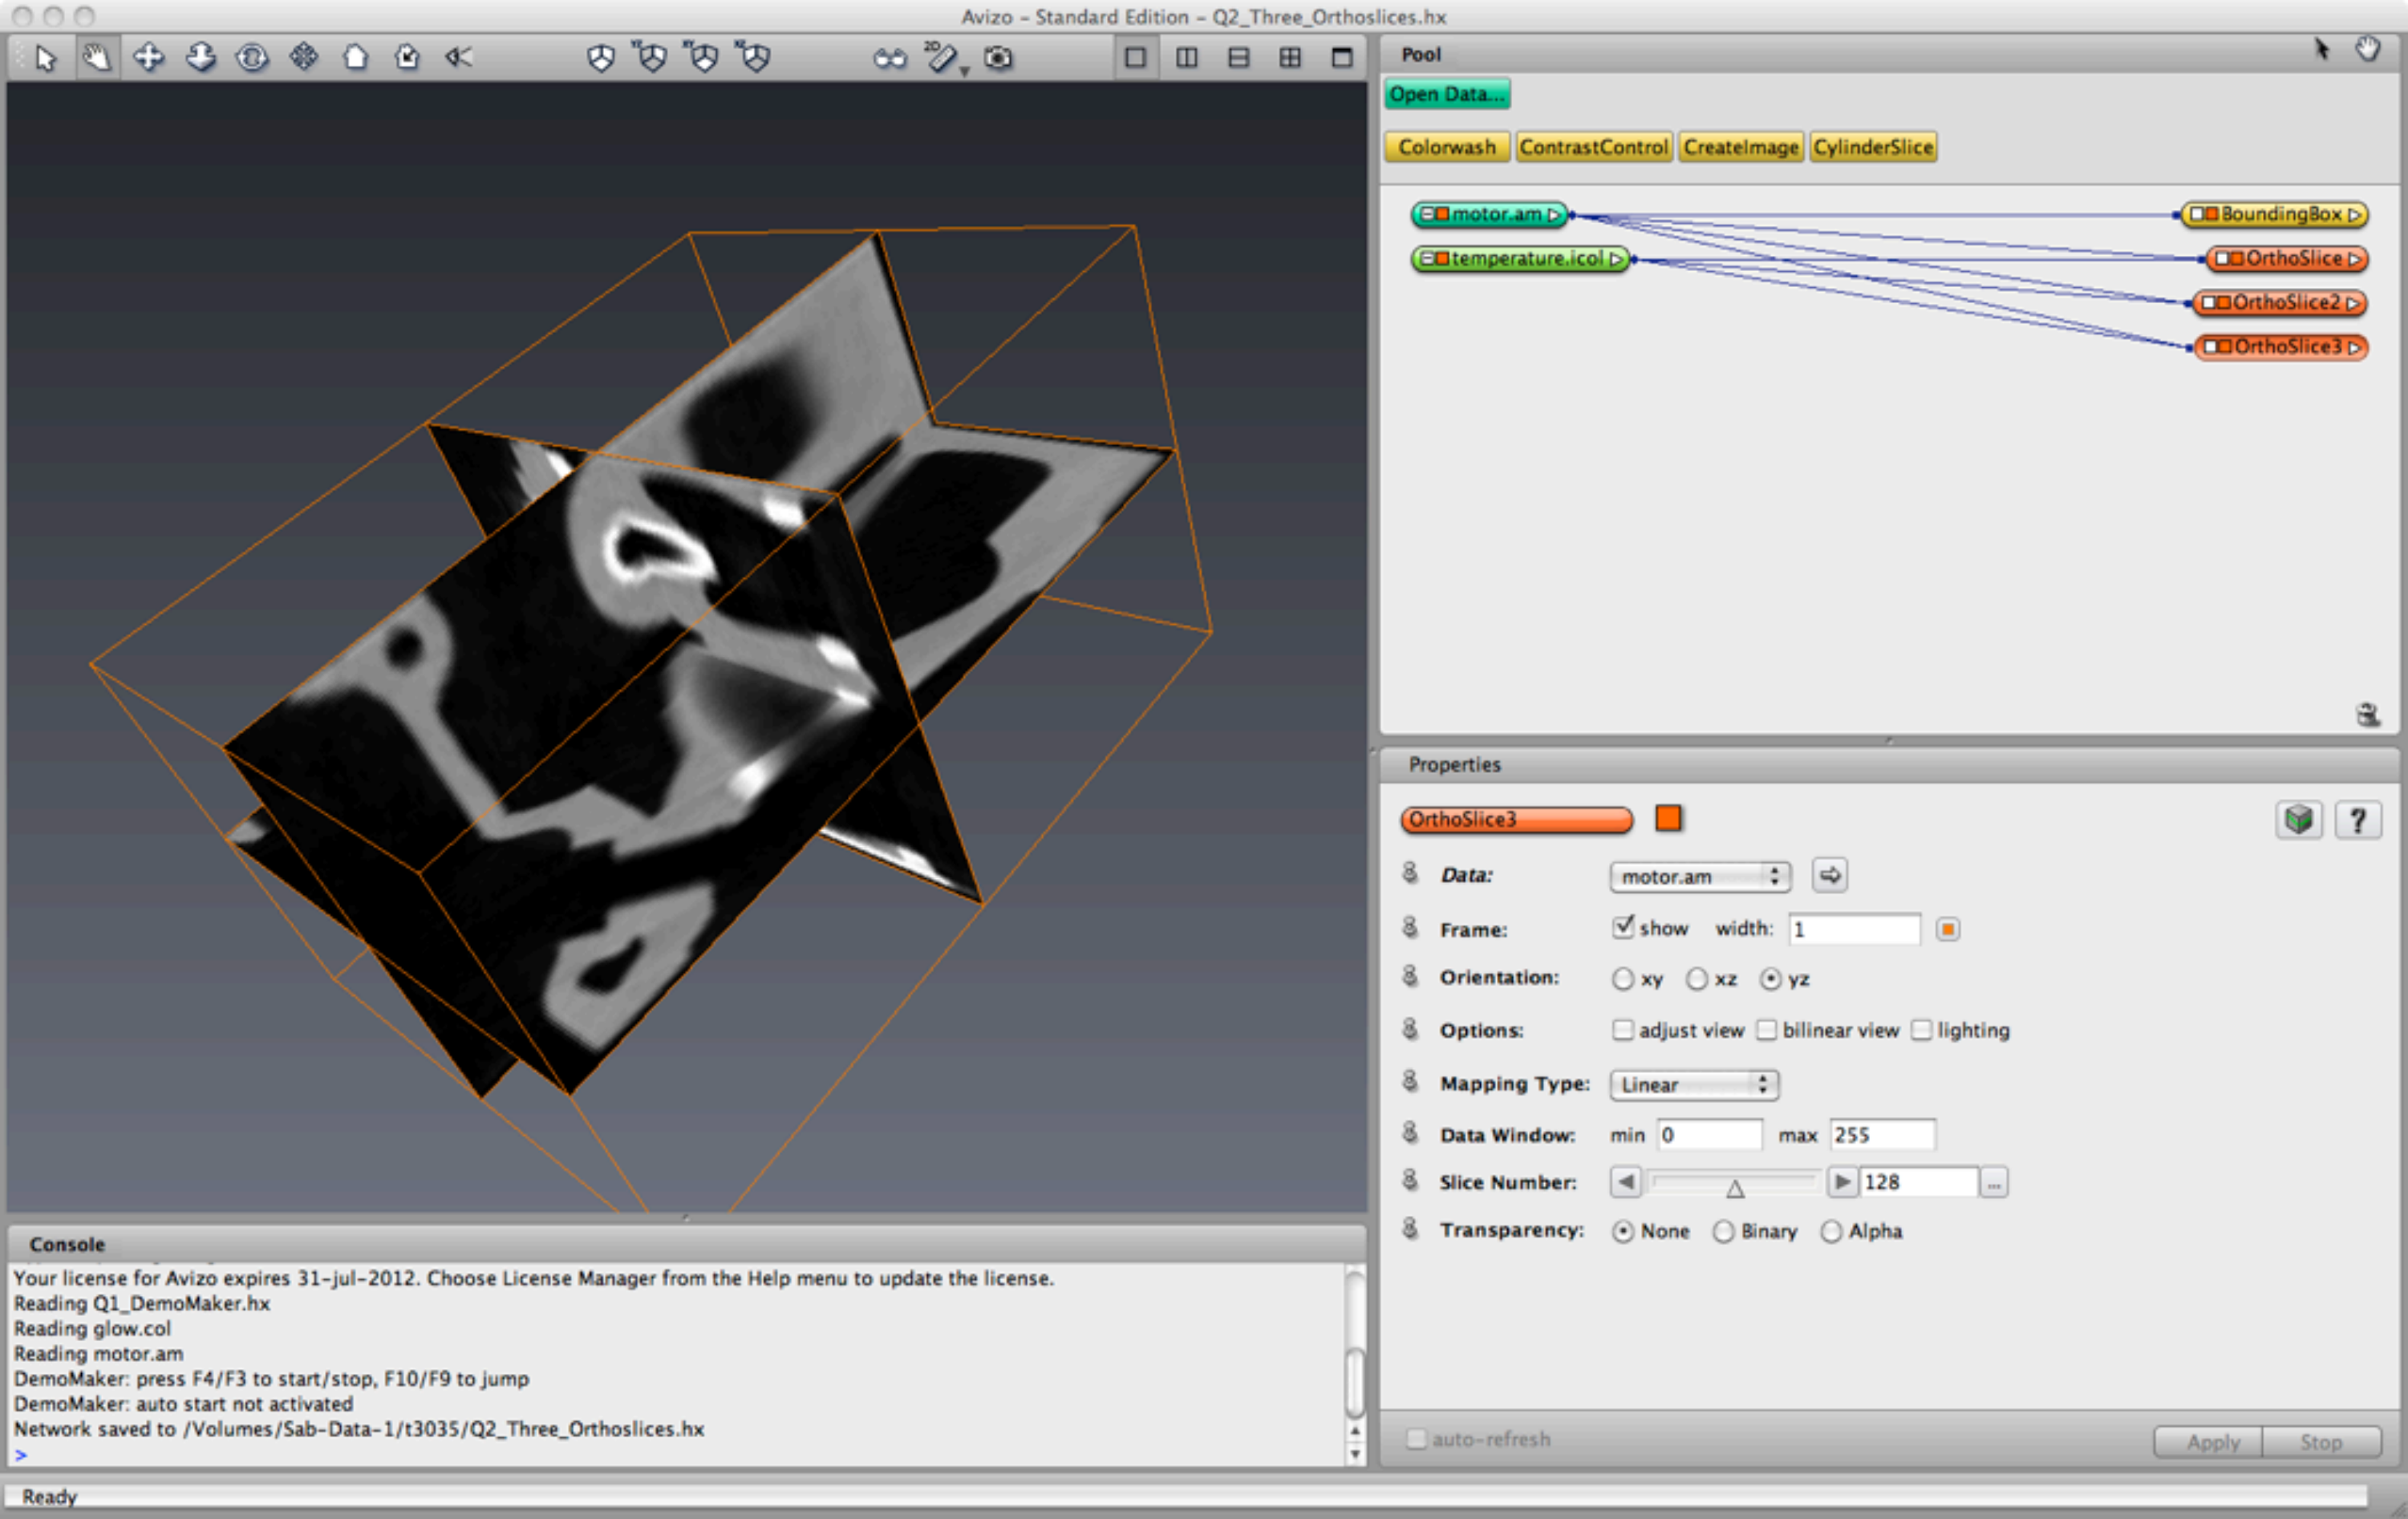 Avizo - Standard Edition - Q2_Three_Orthoslices.hx
YZ XY XZ 2D
Pool
Open Data...
Colorwash ContrastControl CreateImage CylinderSlice
motor.am BoundingBox
temperature.icol OrthoSlice
OrthoSlice2
OrthoSlice3
Properties
OrthoSlice3 ?
Data: motor.am
Frame: show width: 1
Orientation: xy xz yz
Options: adjust view bilinear view lighting
Mapping Type: Linear
Data Window: min 0 max 255
Slice Number: 128 ...
Transparency: None Binary Alpha
auto-refresh Apply Stop
Console
Your license for Avizo expires 31-jul-2012. Choose License Manager from the Help menu to update the license.
Reading Q1_DemoMaker.hx
Reading glow.col
Reading motor.am
DemoMaker: press F4/F3 to start/stop, F10/F9 to jump
DemoMaker: auto start not activated
Network saved to /Volumes/Sab-Data-1/t3035/Q2_Three_Orthoslices.hx
>
Ready